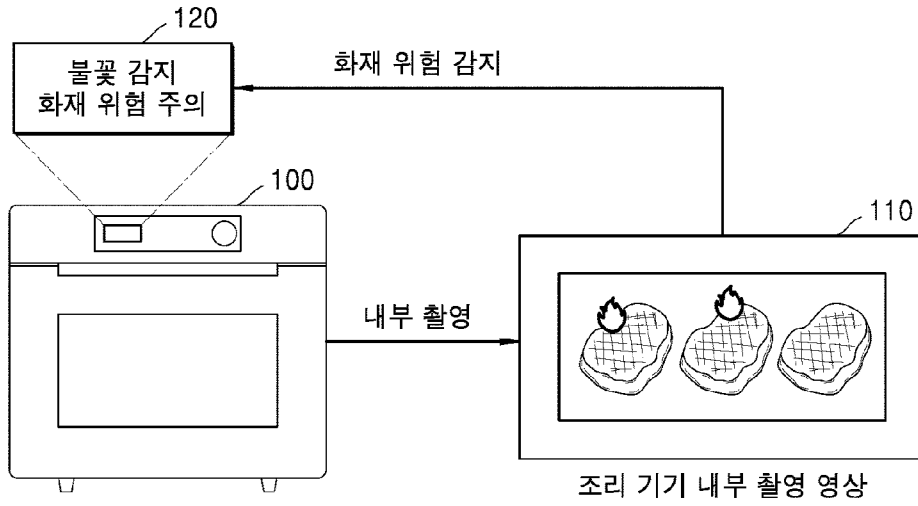 120
불꽃 감지
화재 위험 주의
화재 위험 감지
100
110
내부 촬영
조리 기기 내부 촬영 영상